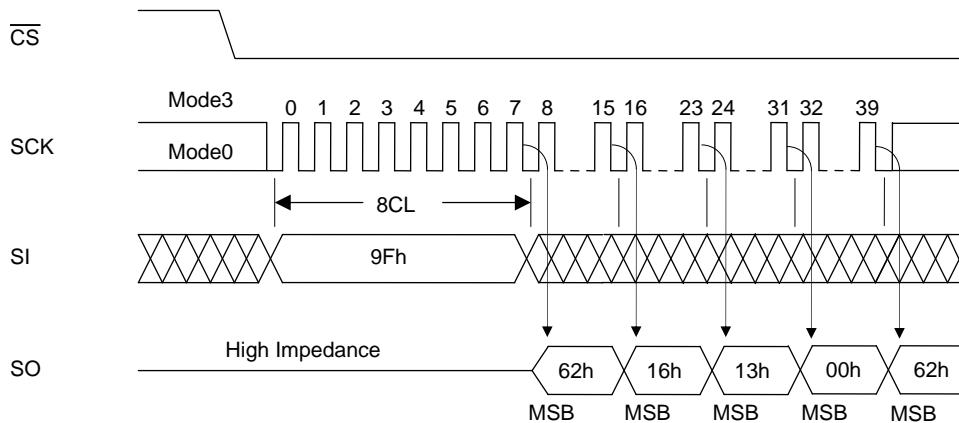 CS
Mode3
0 1 2 3 4 5 6 7 8 15 16 23 24 31 32 39
SCK
Mode0
8CL
SI
9Fh
High Impedance
SO
62h 16h 13h 00h 62h
MSB MSB MSB MSB MSB